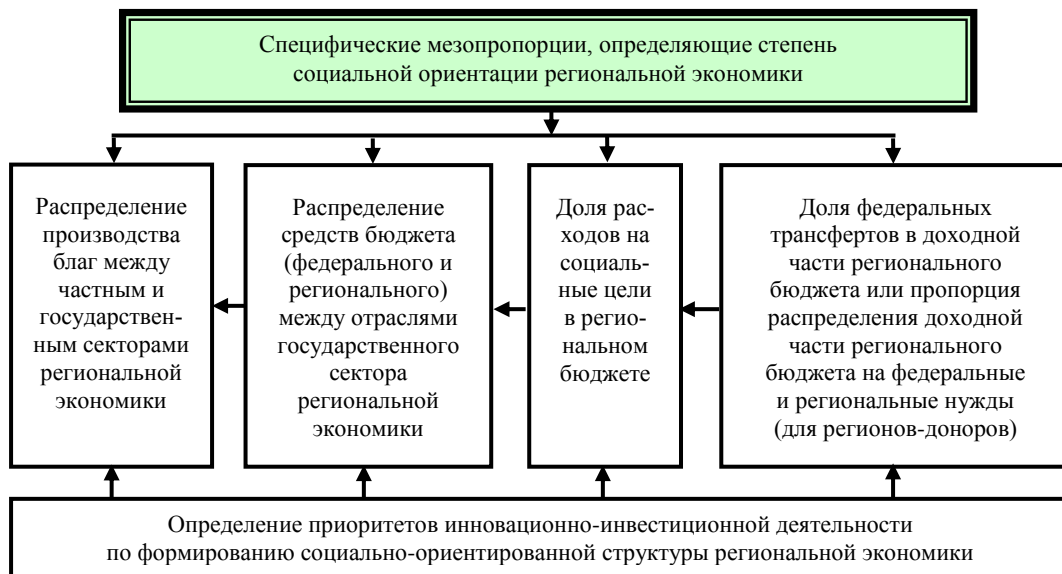 Специфические мезопропорции, определяющие степень
социальной ориентации региональной экономики
Распределение
производства
благ между
частным и
государствен-
ным секторами
региональной
экономики
Распределение
средств бюджета
(федерального и
регионального)
между отраслями
государственного
сектора
региональной
экономики
Доля рас-
ходов на
социаль-
ные цели
в регио-
нальном
бюджете
Доля федеральных
трансфертов в доходной
части регионального
бюджета или пропорция
распределения доходной
части регионального
бюджета на федеральные
и региональные нужды
(для регионов-доноров)
Определение приоритетов инновационно-инвестиционной деятельности
по формированию социально-ориентированной структуры региональной экономики